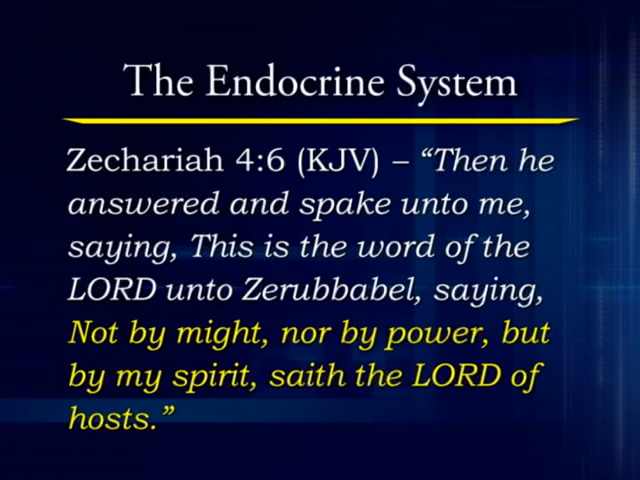 The Endocrine System
Zechariah 4:6 (KJV) – “Then he
answered and spake unto me,
saying, This is the word of the
LORD unto Zerubbabel, saying,
Not by might, nor by power, but
by my spirit, saith the LORD of
hosts.”